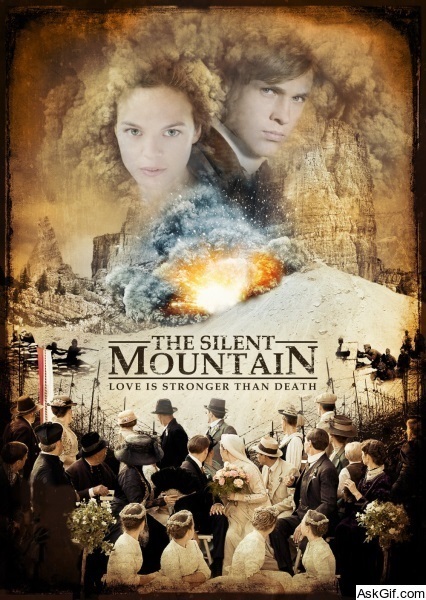 THE SILENT
MOUNTAIN
LOVE IS STRONGER THAN DEATH
AskGif.com